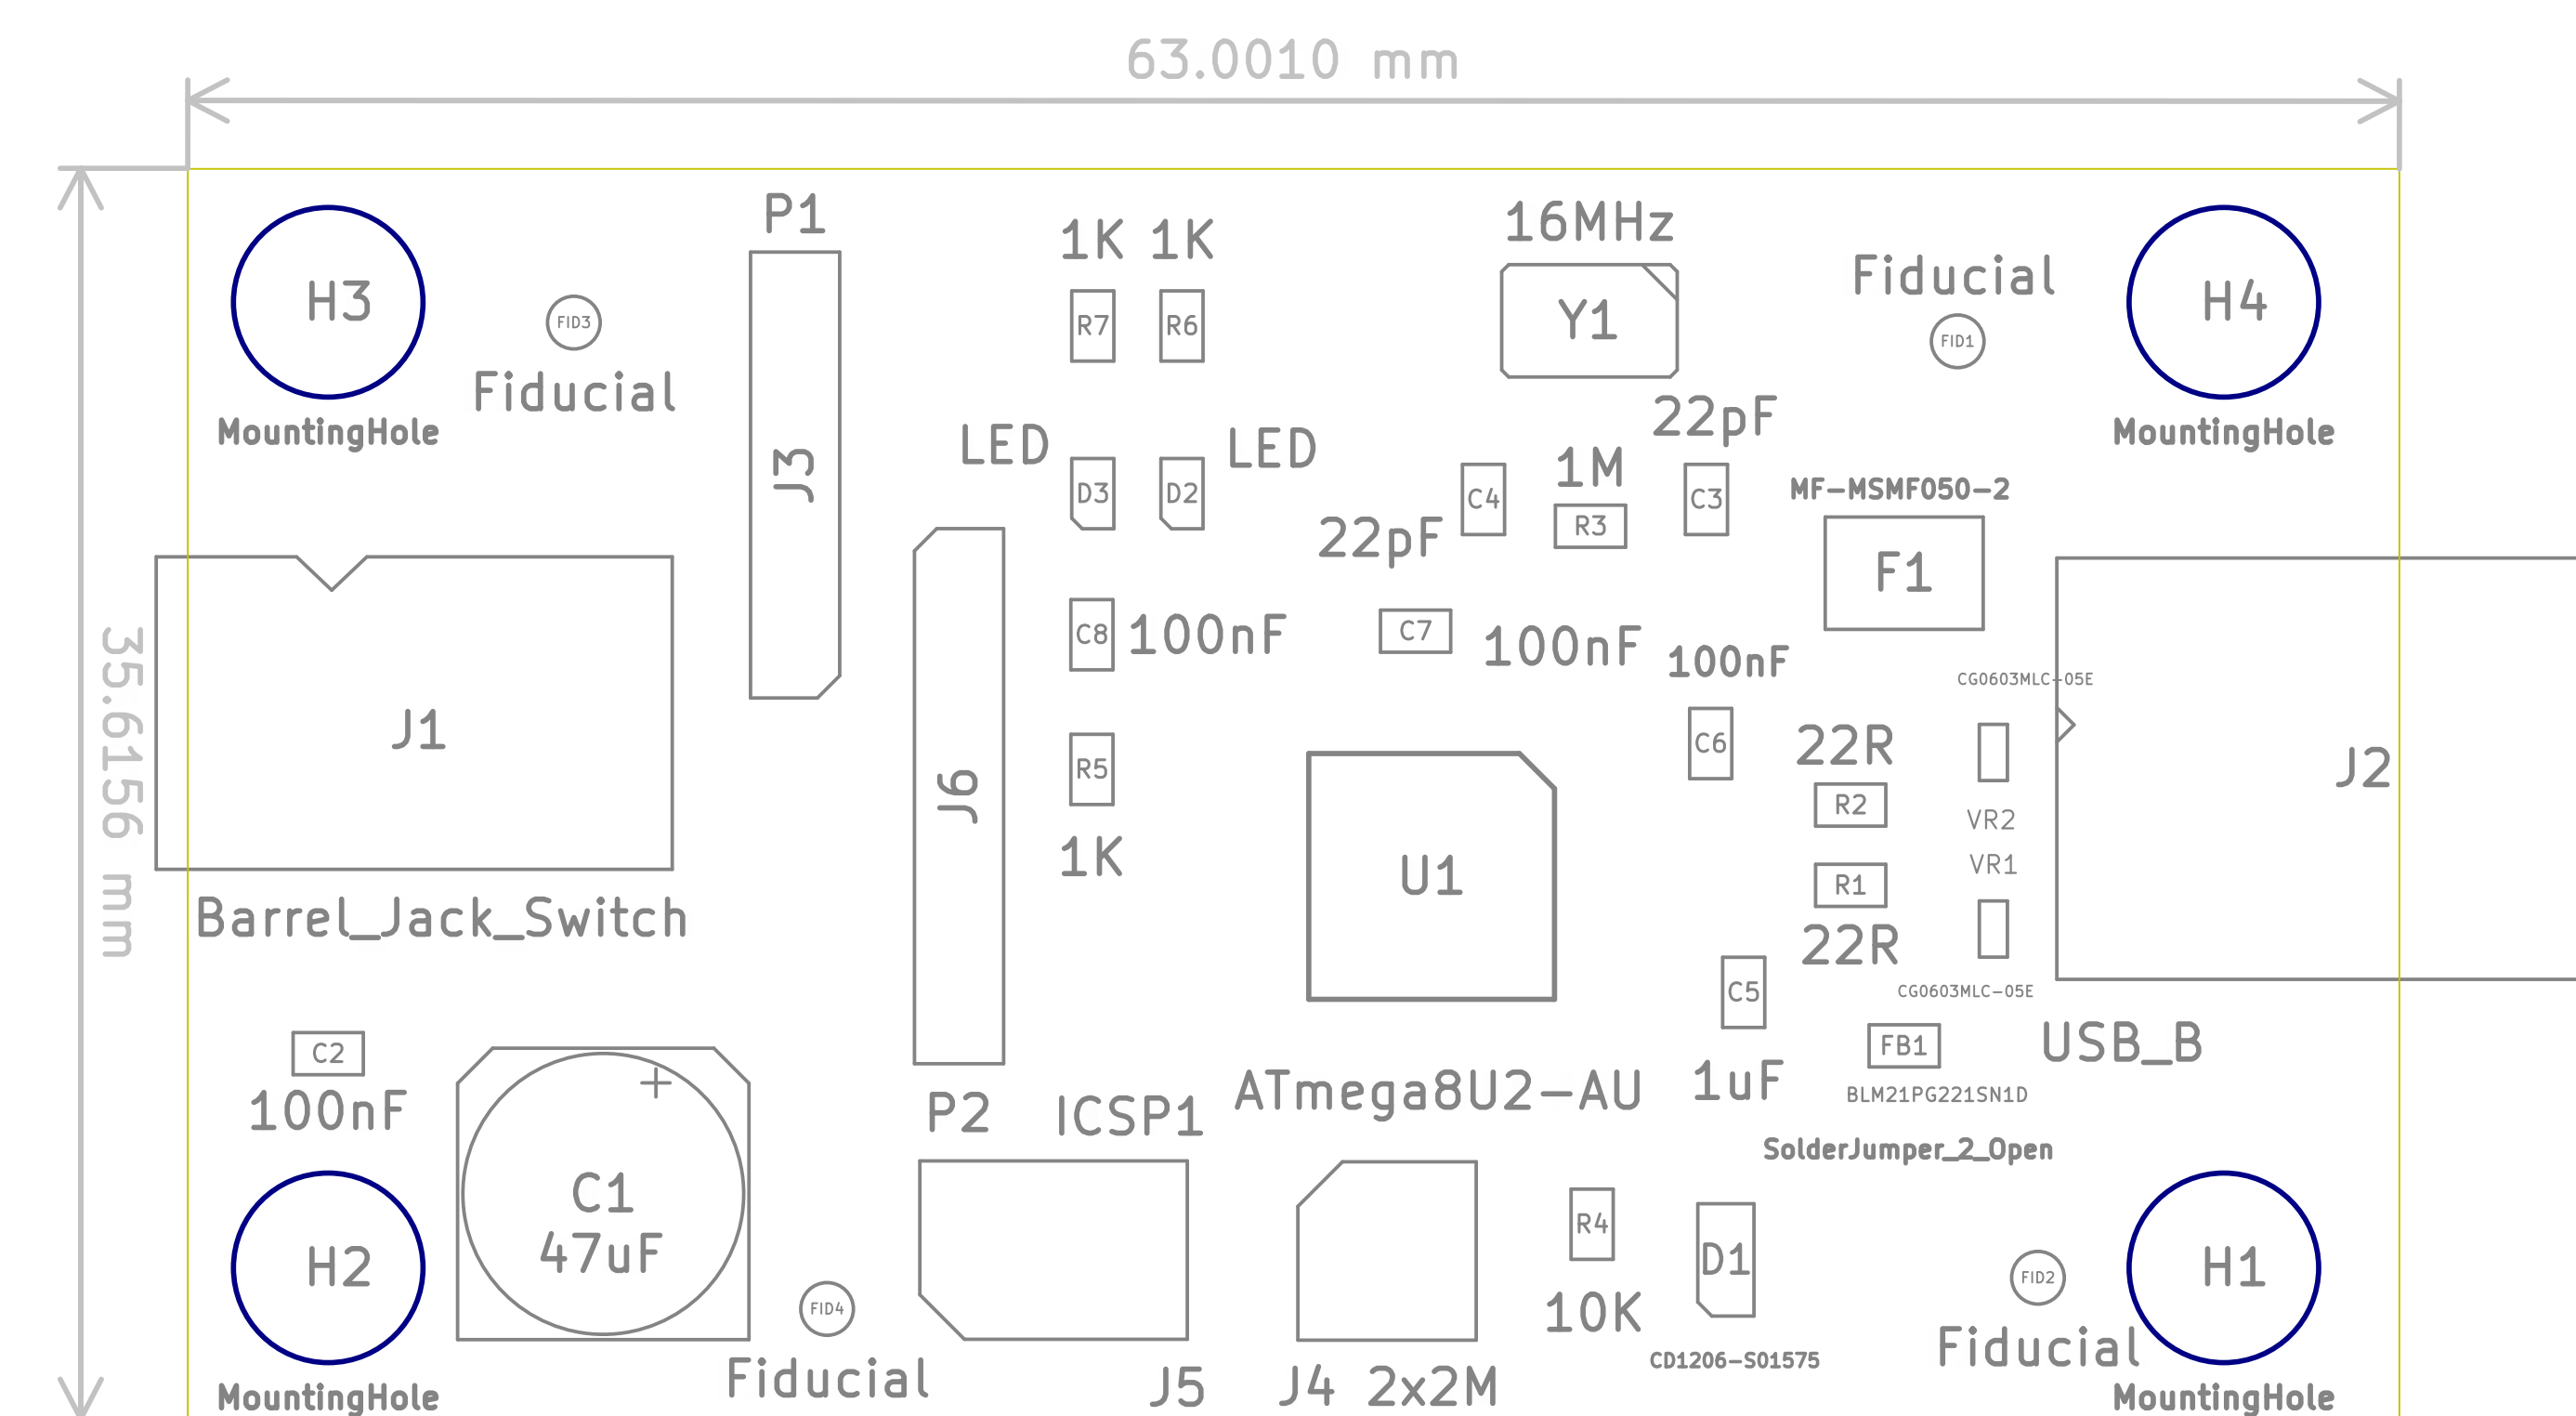 63.0010 mm
35.6156 mm
P1
1K 1K
16MHz
Fiducial
H3
FID3
Fiducial
MountingHole
R7
R6
Y1
FID1
H4
MountingHole
22pF
LED
LED
J3
D3
D2
C4
1M
C3
MF-MSMF050-2
22pF
R3
F1
C8
100nF
C7
100nF
100nF
CG0603MLC-05E
J1
J6
R5
1K
C6
22R
R2
VR2
J2
VR1
U1
R1
22R
Barrel_Jack_Switch
C5
CG0603MLC-05E
C2
100nF
FB1
USB_B
1uF
BLM21PG221SN1D
ATmega8U2-AU
P2
ICSP1
SolderJumper_2_Open
C1
47uF
R4
D1
H2
H1
FID2
FID4
10K
Fiducial
CD1206-S01575
Fiducial
J5
J4 2x2M
MountingHole
MountingHole